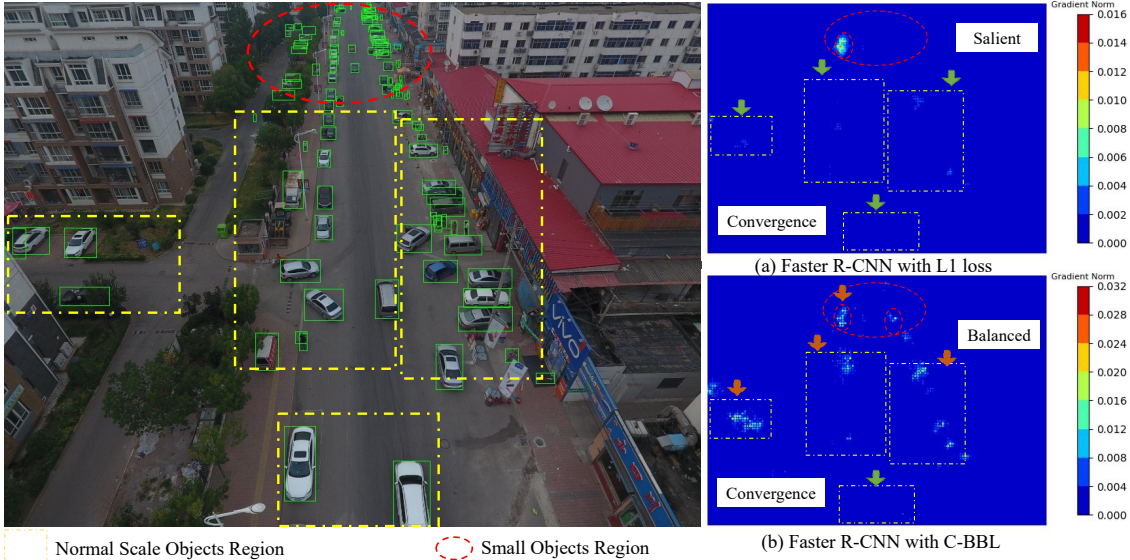 Gradient Norm
0.016
Salient
0.014
0.012
0.010
0.008
0.006
0.004
Convergence
0.002
0.000
(a) Faster R-CNN with L1 loss
Gradient Norm
0.032
0.028
Balanced
0.024
0.020
0.016
0.012
0.008
VIVO
0.004
Convergence
0.000
(b) Faster R-CNN with C-BBL
Normal Scale Objects Region
Small Objects Region